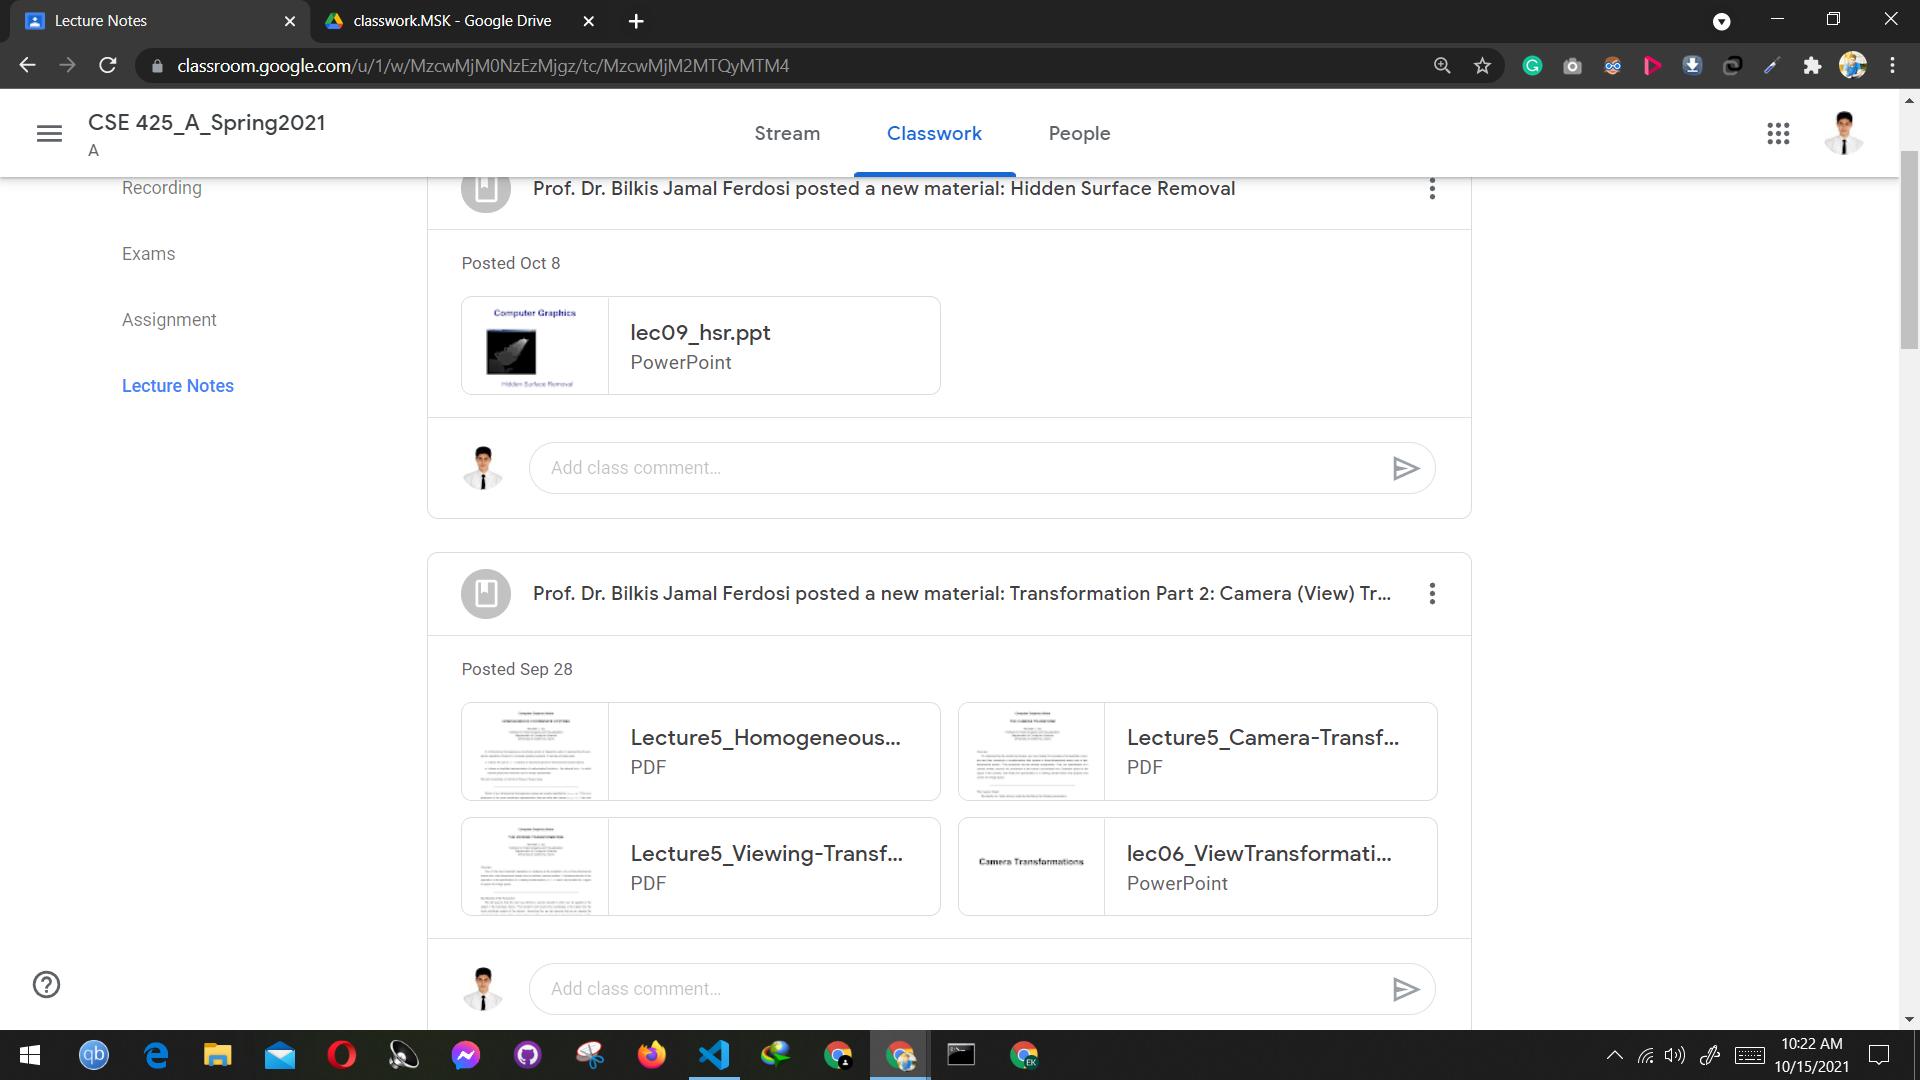 Lecture Notes
classwork.MSK - Google Drive
classroom.google.com/u/1/w/MzcwMjM0NzEzMjgz/tc/MzcwMjM2MTQyMTM4
CSE 425_A_Spring2021
A
Stream
Classwork
People
Recording
Exams
Assignment
Lecture Notes
Prof. Dr. Bilkis Jamal Ferdosi posted a new material: Hidden Surface Removal
Posted Oct 8
Computer Graphics
Hidden Surface Removal
lec09_hsr.ppt
PowerPoint
Add class comment...
Prof. Dr. Bilkis Jamal Ferdosi posted a new material: Transformation Part 2: Camera (View) Tr...
Posted Sep 28
Lecture5_Homogeneous...
PDF
Lecture5_Camera-Transf...
PDF
Lecture5_Viewing-Transf...
PDF
Camera Transformations
lec06_ViewTransformati...
PowerPoint
Add class comment...
qb
EK
10:22 AM
10/15/2021